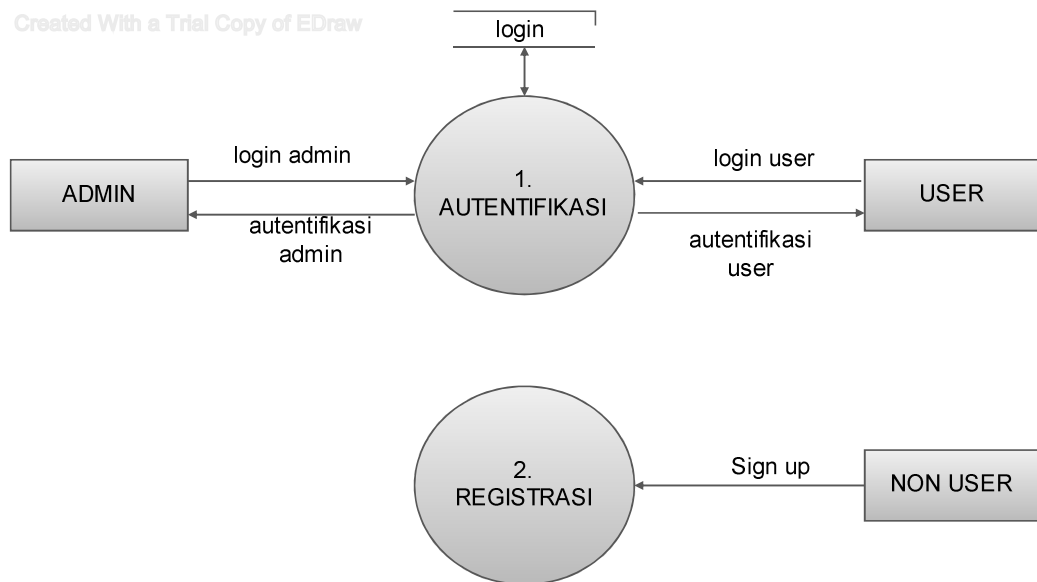 Created With a Trial Copy of EDraw
login
login admin
login user
ADMIN
1.
AUTENTIFIKASI
USER
autentifikasi
admin
autentifikasi
user
2.
REGISTRASI
Sign up
NON USER